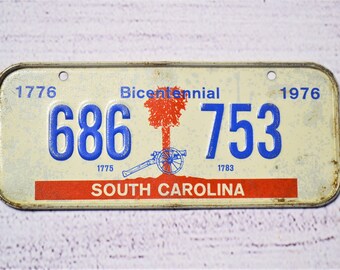 1776 Bicentennial 1976
686 753
1775 1783
SOUTH CAROLINA